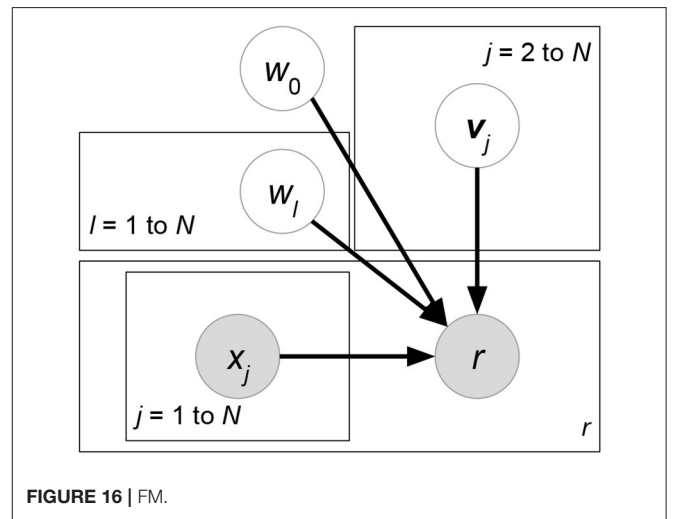 w0
j = 2 to N
vj
wl
l = 1 to N
xj
r
j = 1 to N
r
FIGURE 16 | FM.